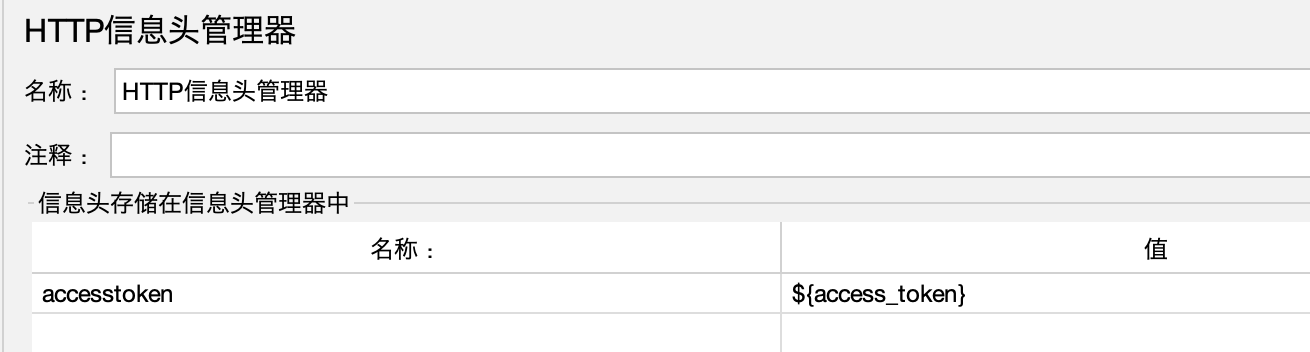 HTTP信息头管理器
名称： HTTP信息头管理器
注释：
信息头存储在信息头管理器中
名称： 值
accesstoken ${access_token}